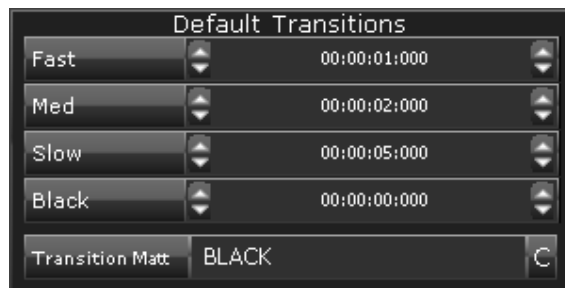 Default Transitions
Fast 00:00:01:000
Med 00:00:02:000
Slow 00:00:05:000
Black 00:00:00:000
Transition Matt BLACK C